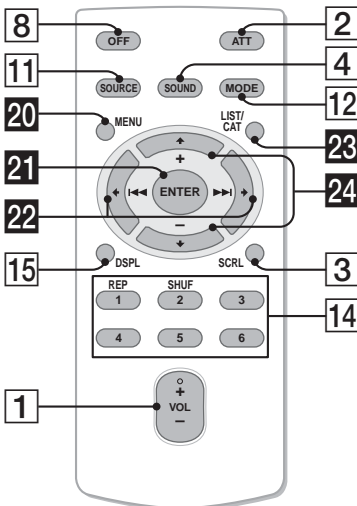 8 OFF ATT 2
11 SOURCE SOUND MODE 4
12
20 MENU LIST/
CAT 23
+
21 ENTER 24
22
−
15 DSPL SCRL 3
REP SHUF
1 2 3 14
4 5 6
+
1 VOL
−